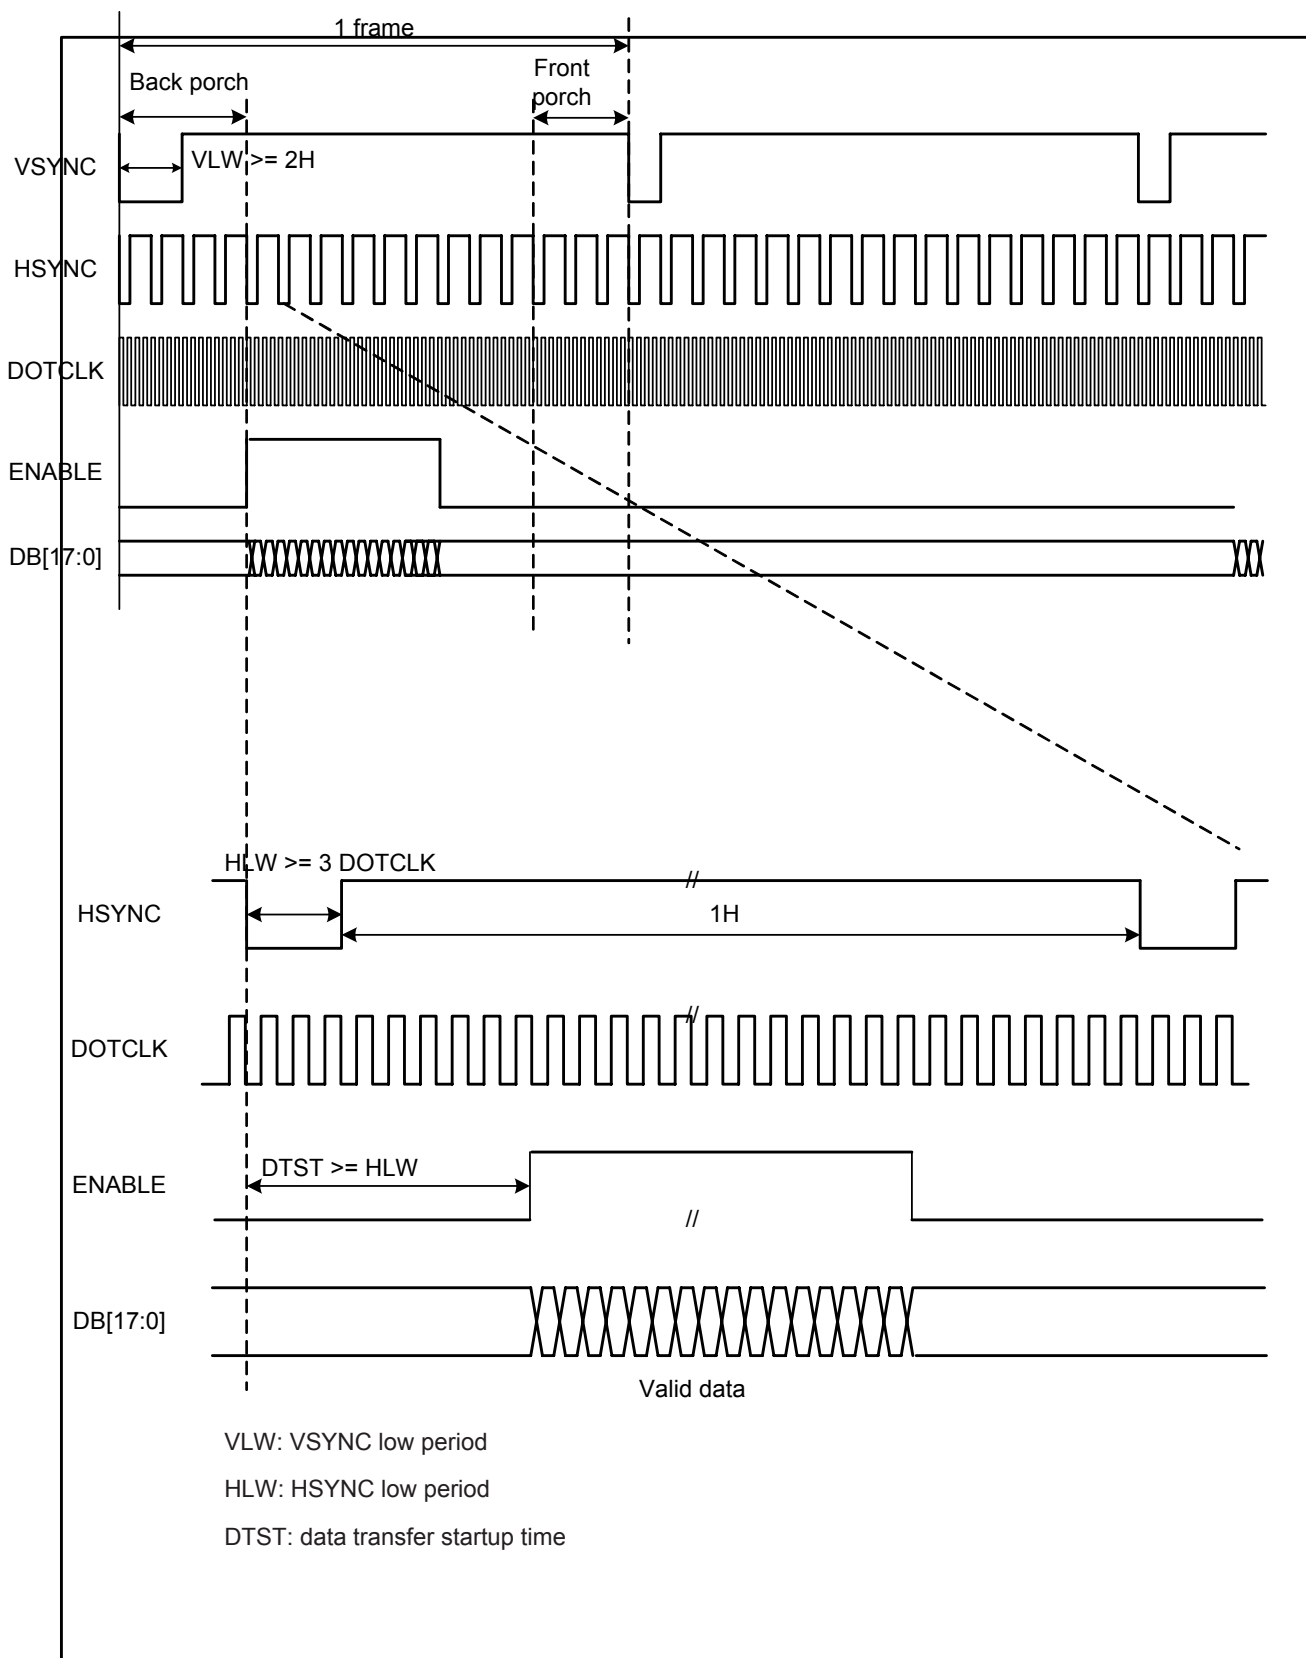 1 frame
Back porch
Front
porch
VSYNC
VLW >= 2H
HSYNC
DOTCLK
ENABLE
DB[17:0]
HLW >= 3 DOTCLK
//
HSYNC
1H
//
DOTCLK
DTST >= HLW
ENABLE
//
DB[17:0]
Valid data
VLW: VSYNC low period
HLW: HSYNC low period
DTST: data transfer startup time